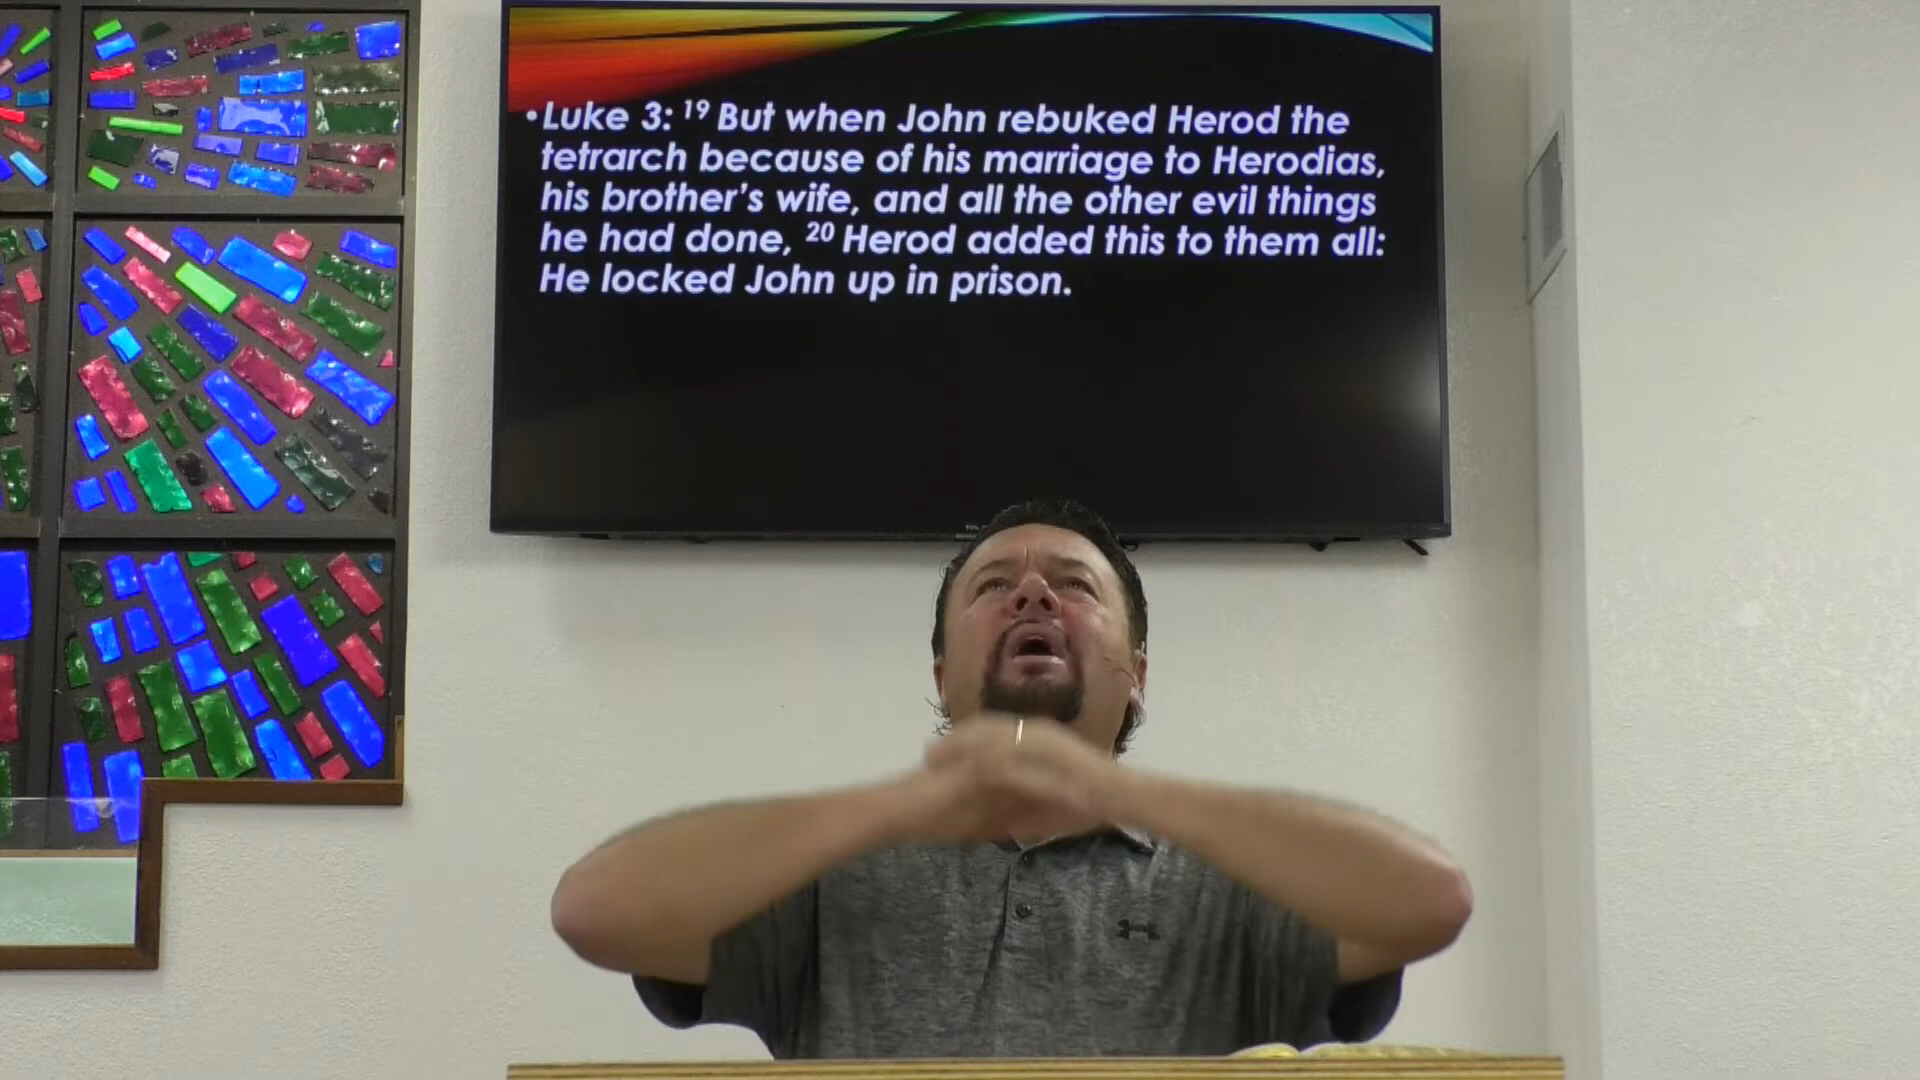 •Luke 3: ¹⁹ But when John rebuked Herod the
tetrarch because of his marriage to Herodias,
his brother’s wife, and all the other evil things
he had done, ²⁰ Herod added this to them all:
He locked John up in prison.